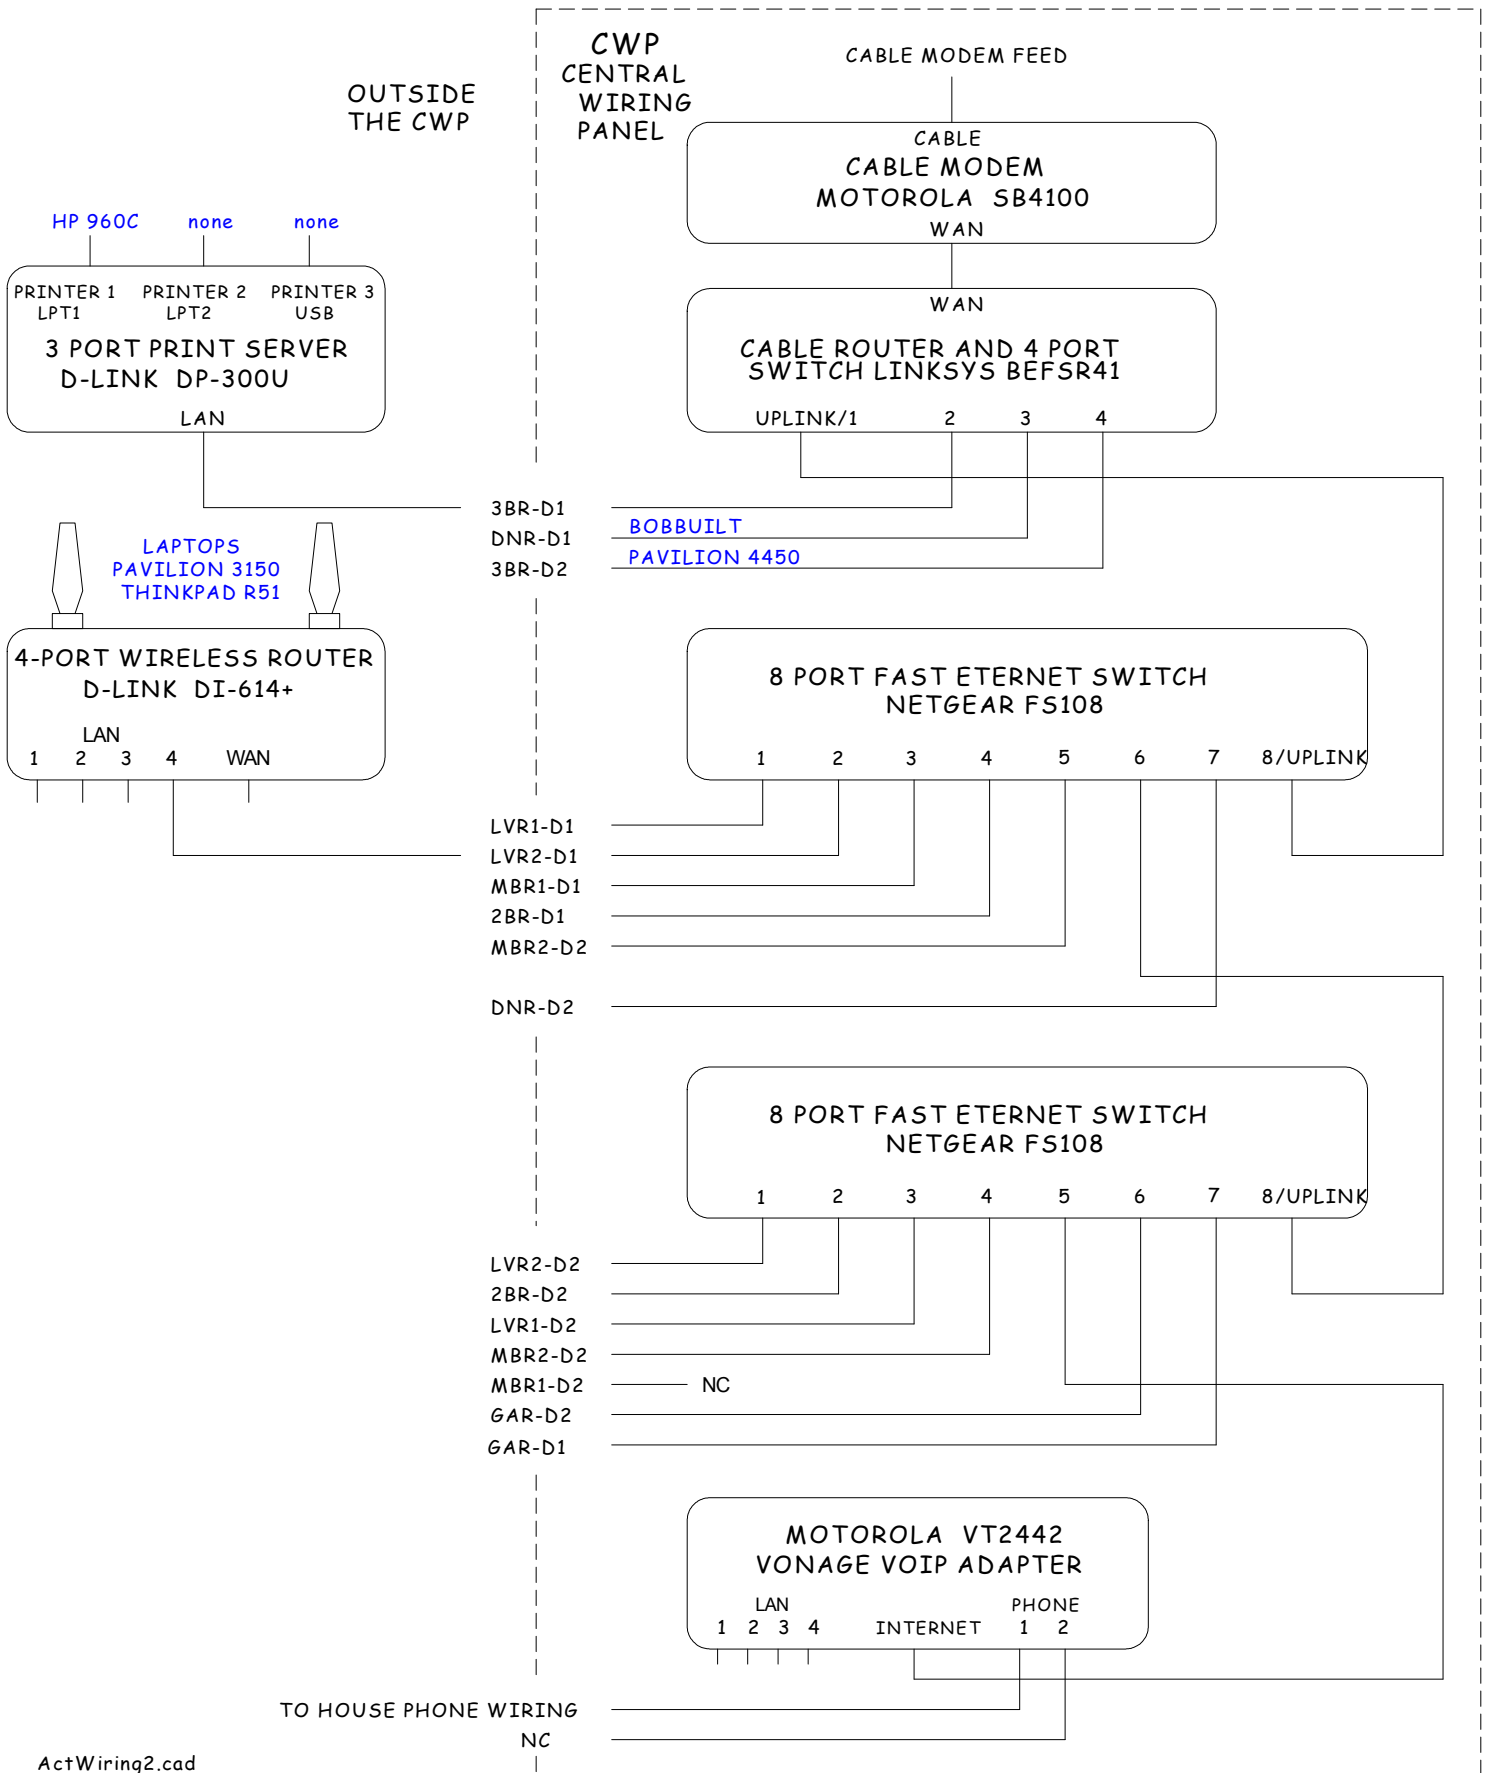 CWP
CENTRAL
WIRING
PANEL
OUTSIDE
THE CWP
CABLE MODEM FEED
CABLE
CABLE MODEM
MOTOROLA SB4100
WAN
HP 960C none none
PRINTER 1 PRINTER 2 PRINTER 3
LPT1 LPT2 USB
3 PORT PRINT SERVER
D-LINK DP-300U
LAN
WAN
CABLE ROUTER AND 4 PORT
SWITCH LINKSYS BEFSR41
UPLINK/1 2 3 4
3BR-D1
DNR-D1 BOBBUILT
3BR-D2 PAVILION 4450
LAPTOPS
PAVILION 3150
THINKPAD R51
4-PORT WIRELESS ROUTER
D-LINK DI-614+
LAN
1 2 3 4 WAN
8 PORT FAST ETERNET SWITCH
NETGEAR FS108
1 2 3 4 5 6 7 8/UPLINK
LVR1-D1
LVR2-D1
MBR1-D1
2BR-D1
MBR2-D2
DNR-D2
8 PORT FAST ETERNET SWITCH
NETGEAR FS108
1 2 3 4 5 6 7 8/UPLINK
LVR2-D2
2BR-D2
LVR1-D2
MBR2-D2
MBR1-D2 NC
GAR-D2
GAR-D1
MOTOROLA VT2442
VONAGE VOIP ADAPTER
LAN PHONE
1 2 3 4 INTERNET 1 2
TO HOUSE PHONE WIRING
NC
ActWiring2.cad